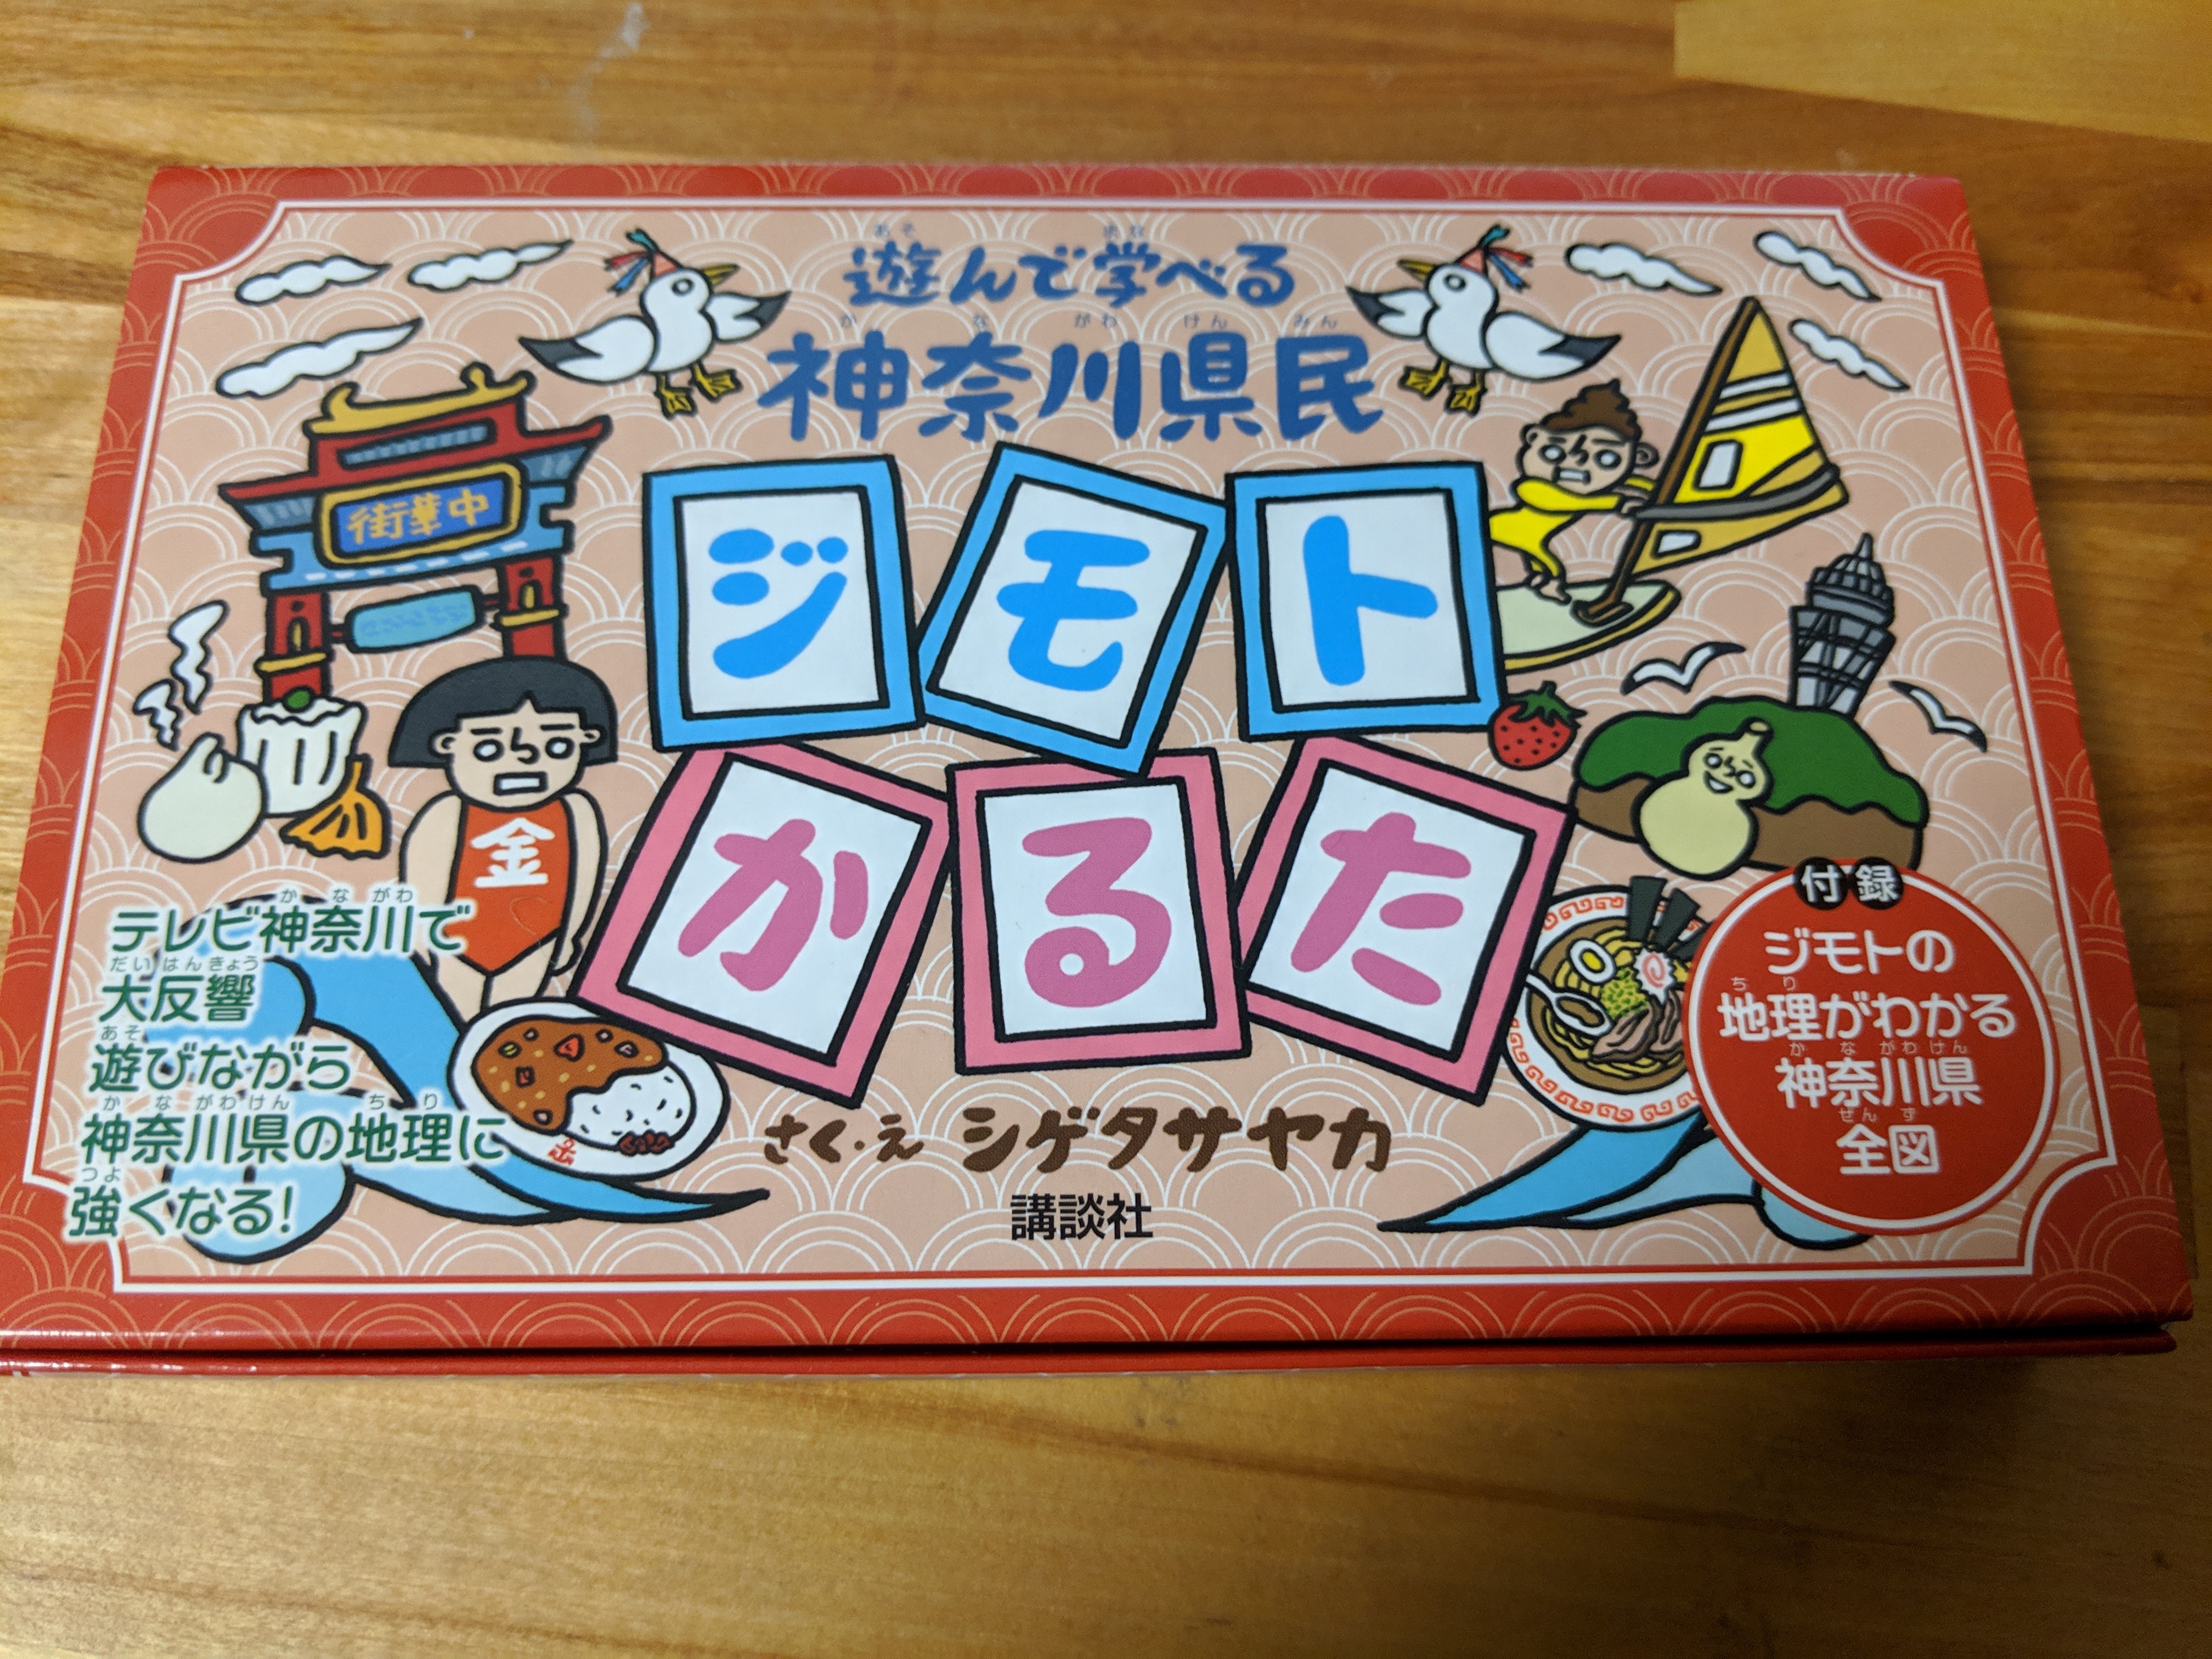 遊んで学べる
神奈川県民
ジモト
かるた
街華中
金
テレビ神奈川で
大反響
遊びながら
神奈川県の地理に
強くなる!
さく・え シゲタサヤカ
講談社
付録
ジモトの
地理がわかる
神奈川県
全図